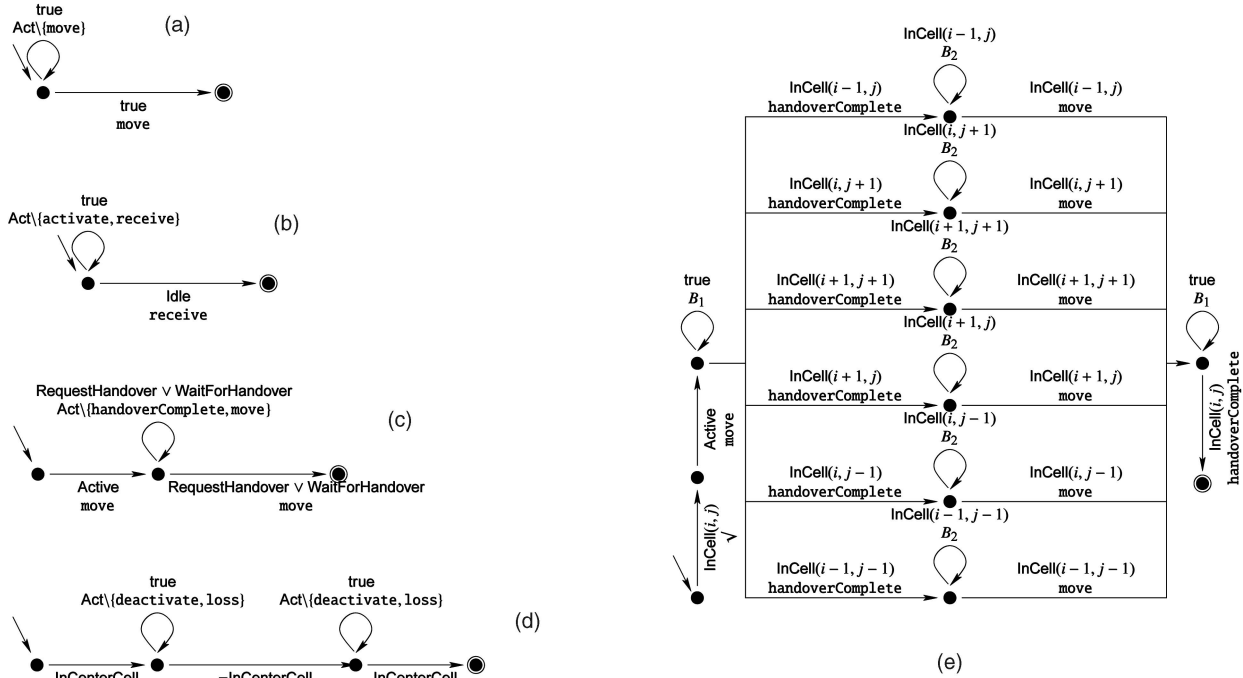 true
Act\{move}
(a)
true
move
true
Act\{activate,receive}
(b)
Idle
receive
RequestHandover ∨ WaitForHandover
Act\{handoverComplete,move}
(c)
Active
move
RequestHandover ∨ WaitForHandover
move
true
Act\{deactivate,loss}
true
Act\{deactivate,loss}
(d)
InCenterCell
¬InCenterCell
InCenterCell
InCell(i − 1, j)
B2
InCell(i − 1, j)
handoverComplete
InCell(i − 1, j)
move
InCell(i, j + 1)
B2
InCell(i, j + 1)
handoverComplete
InCell(i, j + 1)
move
InCell(i + 1, j + 1)
B2
InCell(i + 1, j + 1)
handoverComplete
InCell(i + 1, j + 1)
move
InCell(i + 1, j)
B2
InCell(i + 1, j)
handoverComplete
InCell(i + 1, j)
move
InCell(i, j − 1)
B2
InCell(i, j − 1)
handoverComplete
InCell(i, j − 1)
move
InCell(i − 1, j − 1)
B2
InCell(i − 1, j − 1)
handoverComplete
InCell(i − 1, j − 1)
move
true
B1
Active
move
InCell(i, j)
√
true
B1
InCell(i, j)
handoverComplete
(e)